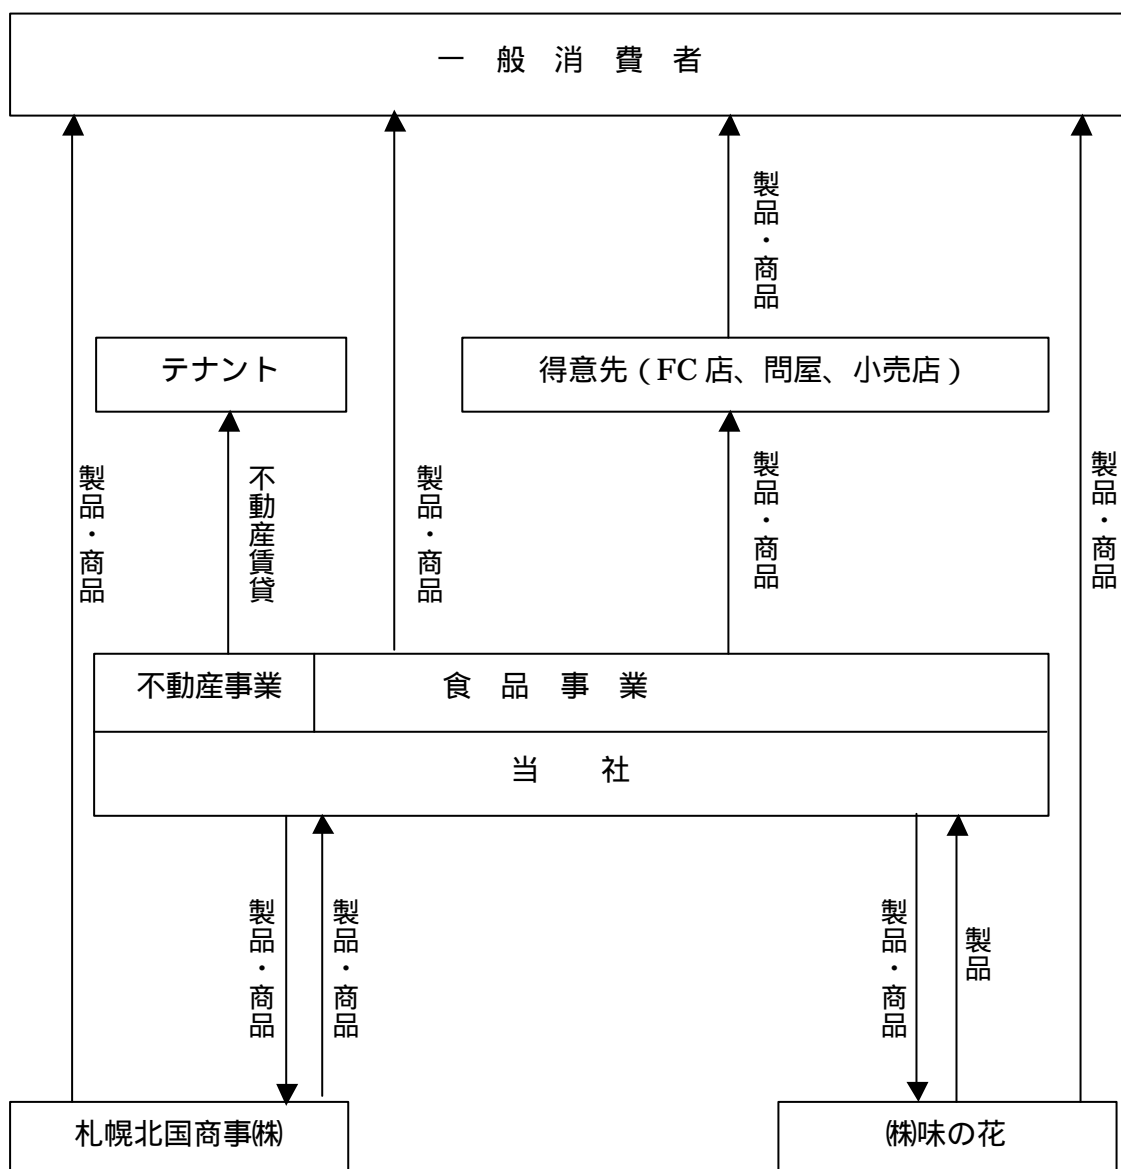 一 般 消 費 者
製品・商品
テナント
得意先（FC 店、問屋、小売店）
製品・商品
不動産賃貸
製品・商品
製品・商品
製品・商品
不動産事業
食 品 事 業
当 社
製品・商品
製品・商品
製品・商品
製品
札幌北国商事㈱
㈱味の花